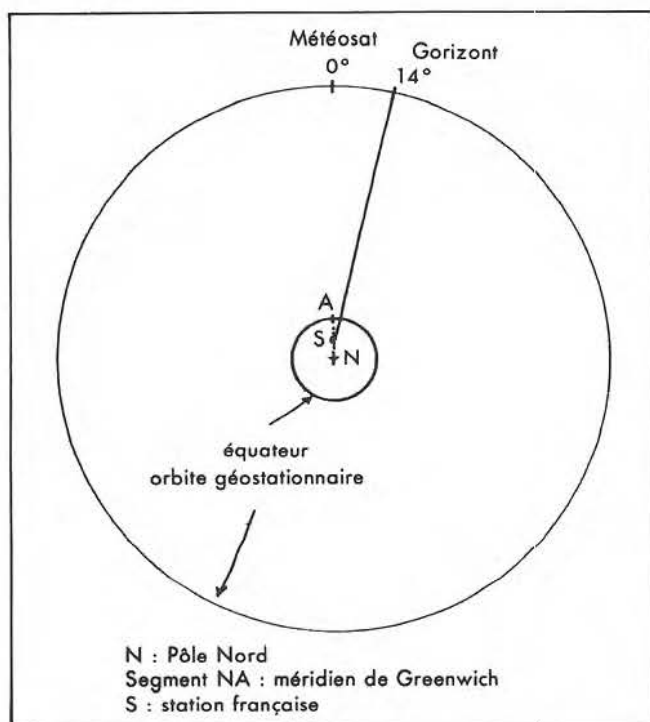 Météosat
0°
Gorizont
14°
A
S
N
équateur
orbite géostationnaire
N : Pôle Nord
Segment NA : méridien de Greenwich
S : station française